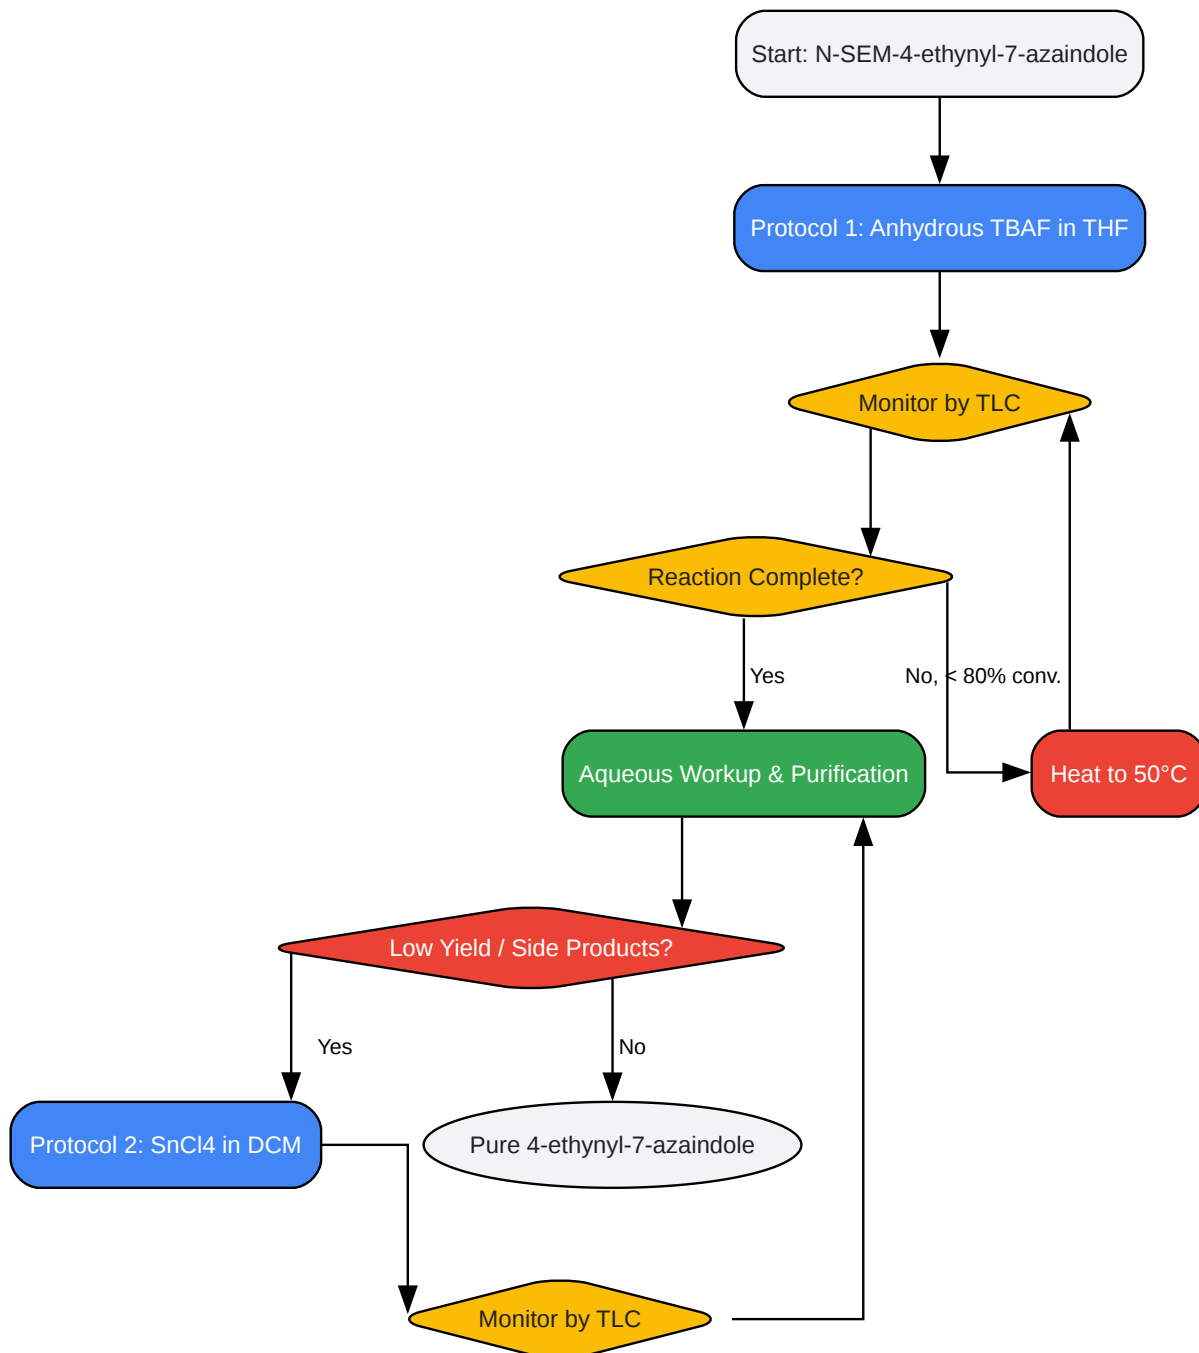 Start: N-SEM-4-ethynyl-7-azaindole
Protocol 1: Anhydrous TBAF in THF
Monitor by TLC
Reaction Complete?
Yes
No, < 80% conv.
Aqueous Workup & Purification
Heat to 50°C
Low Yield / Side Products?
Yes
No
Protocol 2: SnCl4 in DCM
Pure 4-ethynyl-7-azaindole
Monitor by TLC